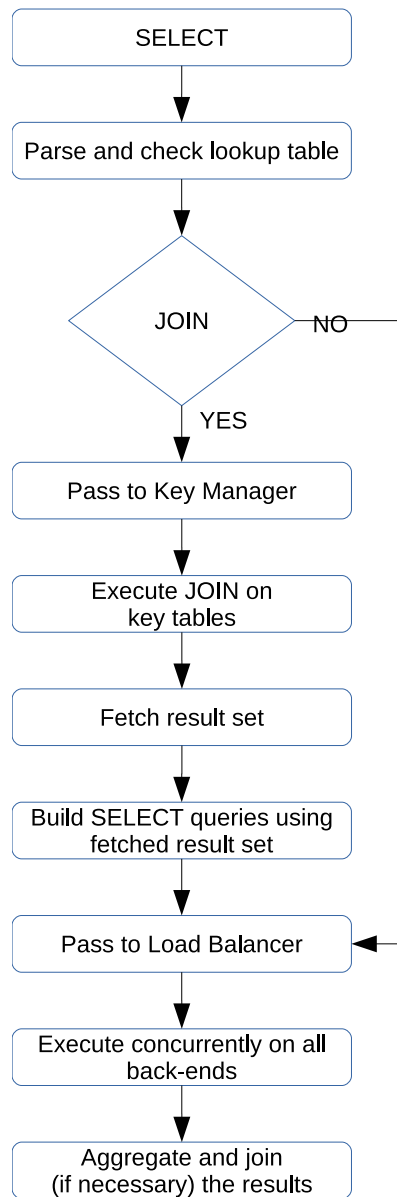 SELECT
Parse and check lookup table
JOIN
NO
YES
Pass to Key Manager
Execute JOIN on
key tables
Fetch result set
Build SELECT queries using
fetched result set
Pass to Load Balancer
Execute concurrently on all
back-ends
Aggregate and join
(if necessary) the results